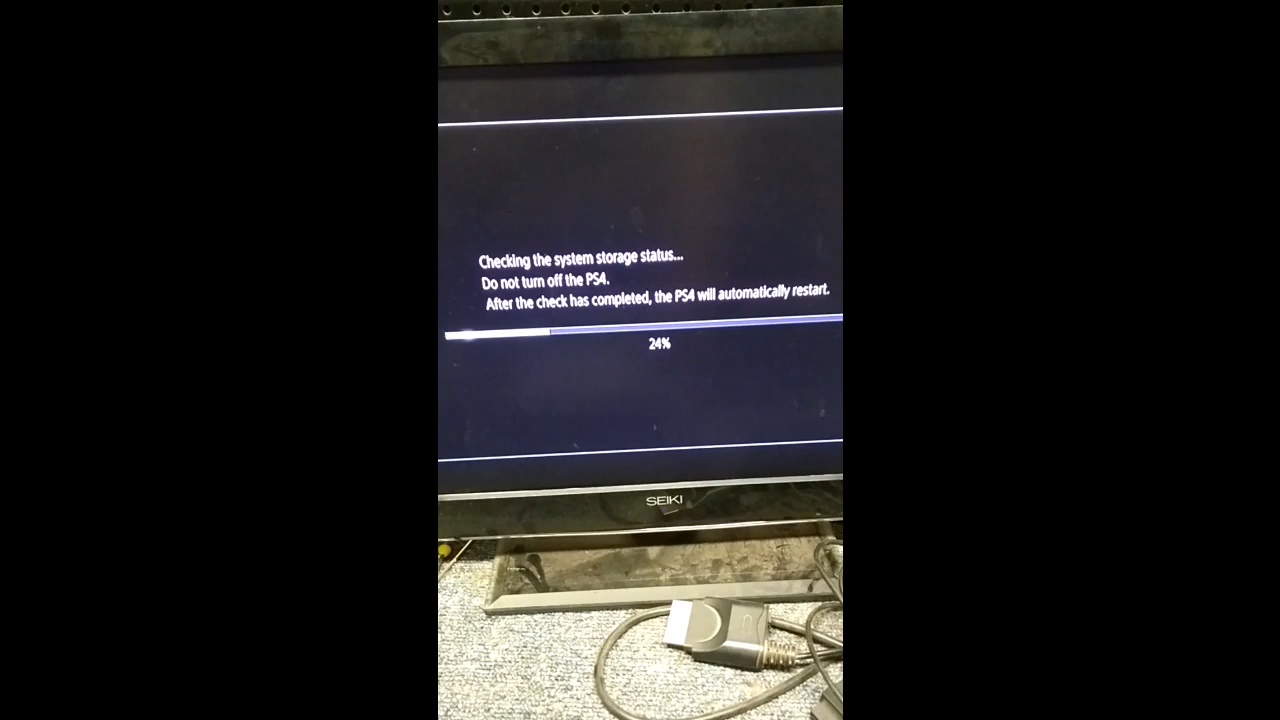 Checking the system storage status...
Do not turn off the PS4.
After the check has completed, the PS4 will automatically restart.
24%
SEIKI